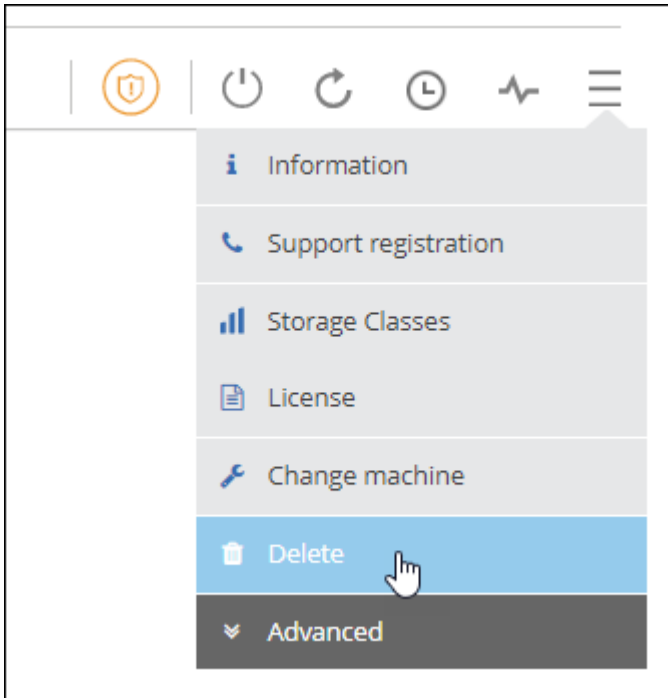 Information
Support registration
Storage Classes
License
Change machine
Delete
Advanced